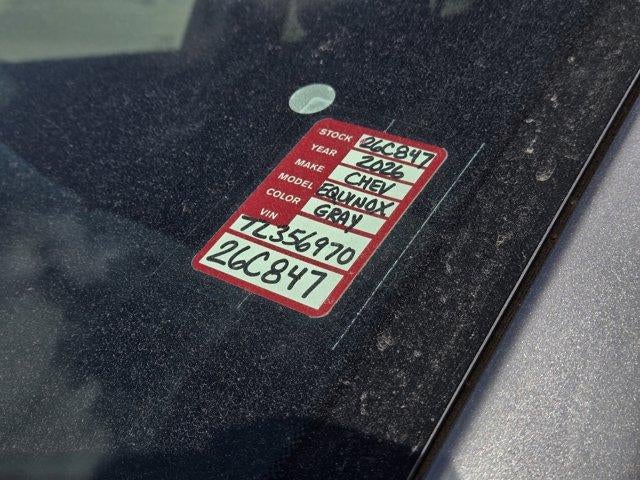 STOCK 26C847
YEAR 2026
MAKE CHEV
MODEL EQUINOX
COLOR GRAY
VIN
7L356970
26C847